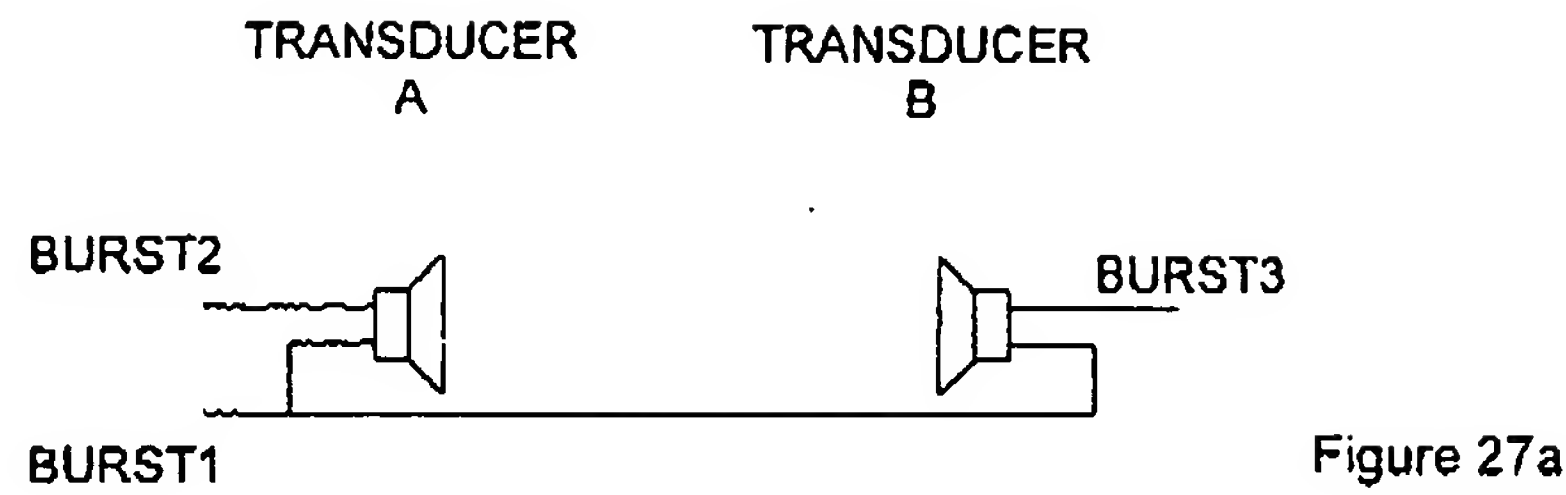 TRANSDUCER
A
TRANSDUCER
B
BURST2
BURST3
BURST1
Figure 27a